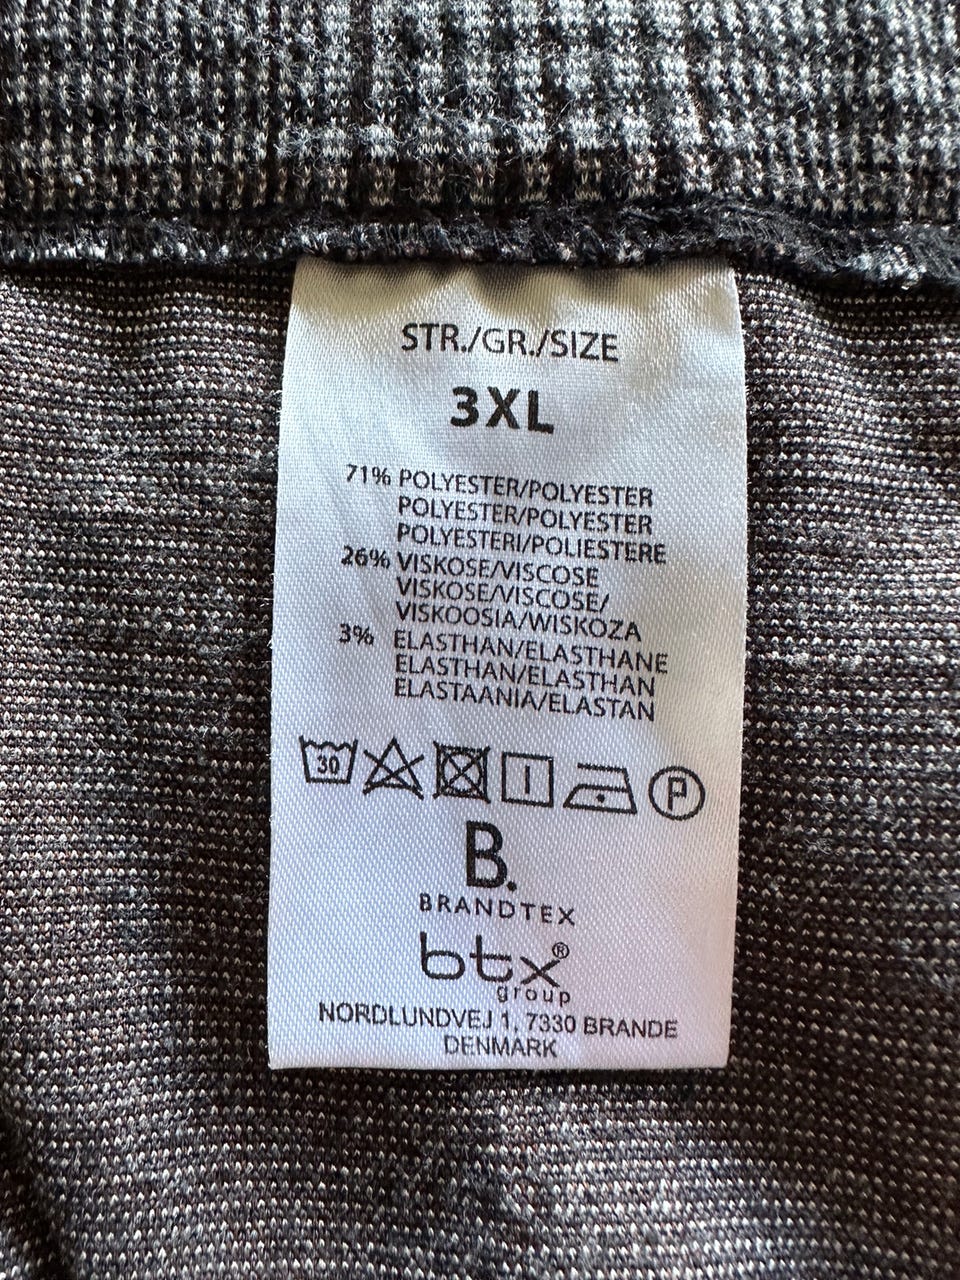 STR./GR./SIZE
3XL
71% POLYESTER/POLYESTER
POLYESTER/POLYESTER
POLYESTERI/POLIESTERE
26% VISKOSE/VISCOSE
VISKOSE/VISCOSE/
VISKOOSIA/WISKOZA
3% ELASTHAN/ELASTHANE
ELASTHAN/ELASTHAN
ELASTAANIA/ELASTAN
30 P
B.
BRANDTEX
btx®
group
NORDLUNDVEJ 1, 7330 BRANDE
DENMARK